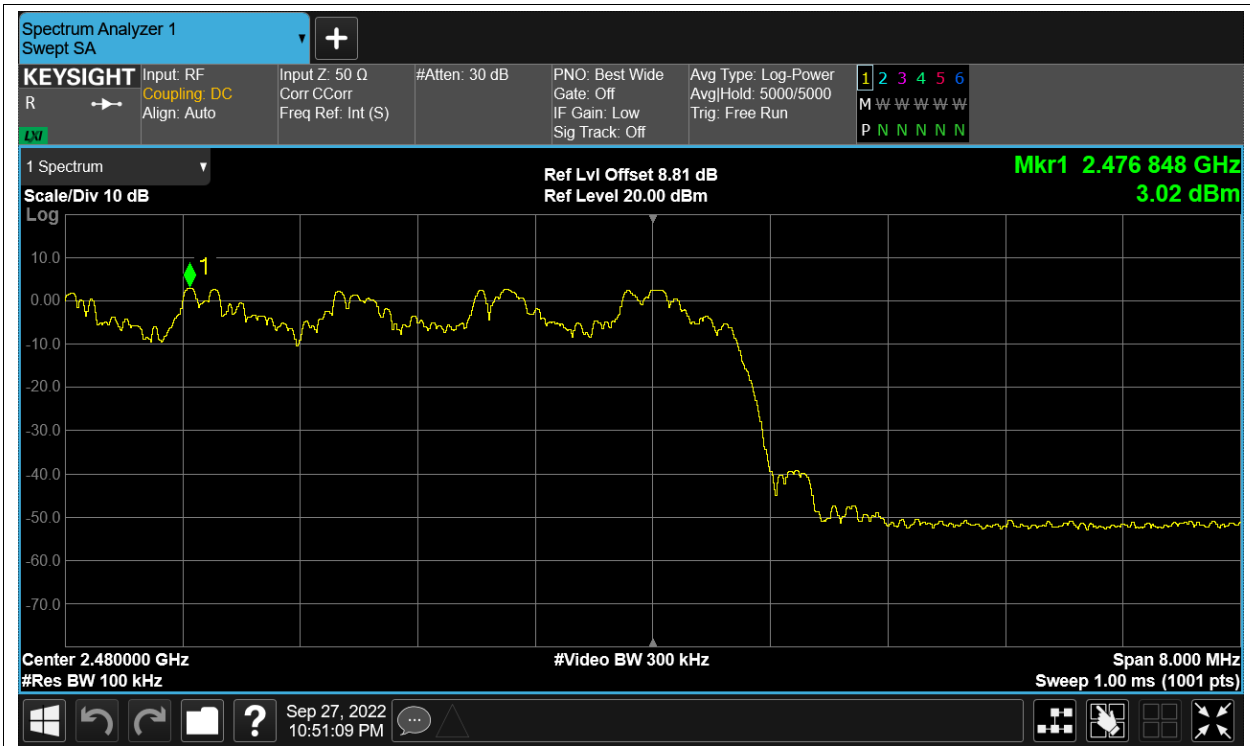 Spectrum Analyzer 1
Swept SA
KEYSIGHT
R
LXI
Input: RF
Coupling: DC
Align: Auto
Input Z: 50 Ω
Corr CCorr
Freq Ref: Int (S)
#Atten: 30 dB
PNO: Best Wide
Gate: Off
IF Gain: Low
Sig Track: Off
Avg Type: Log-Power
Avg|Hold: 5000/5000
Trig: Free Run
1 2 3 4 5 6
M W W W W W
P N N N N N
1 Spectrum
Scale/Div 10 dB
Log
Ref Lvl Offset 8.81 dB
Ref Level 20.00 dBm
Mkr1 2.476 848 GHz
3.02 dBm
1
10.0
0.00
-10.0
-20.0
-30.0
-40.0
-50.0
-60.0
-70.0
Center 2.480000 GHz
#Video BW 300 kHz
Span 8.000 MHz
#Res BW 100 kHz
Sweep 1.00 ms (1001 pts)
?
Sep 27, 2022
10:51:09 PM